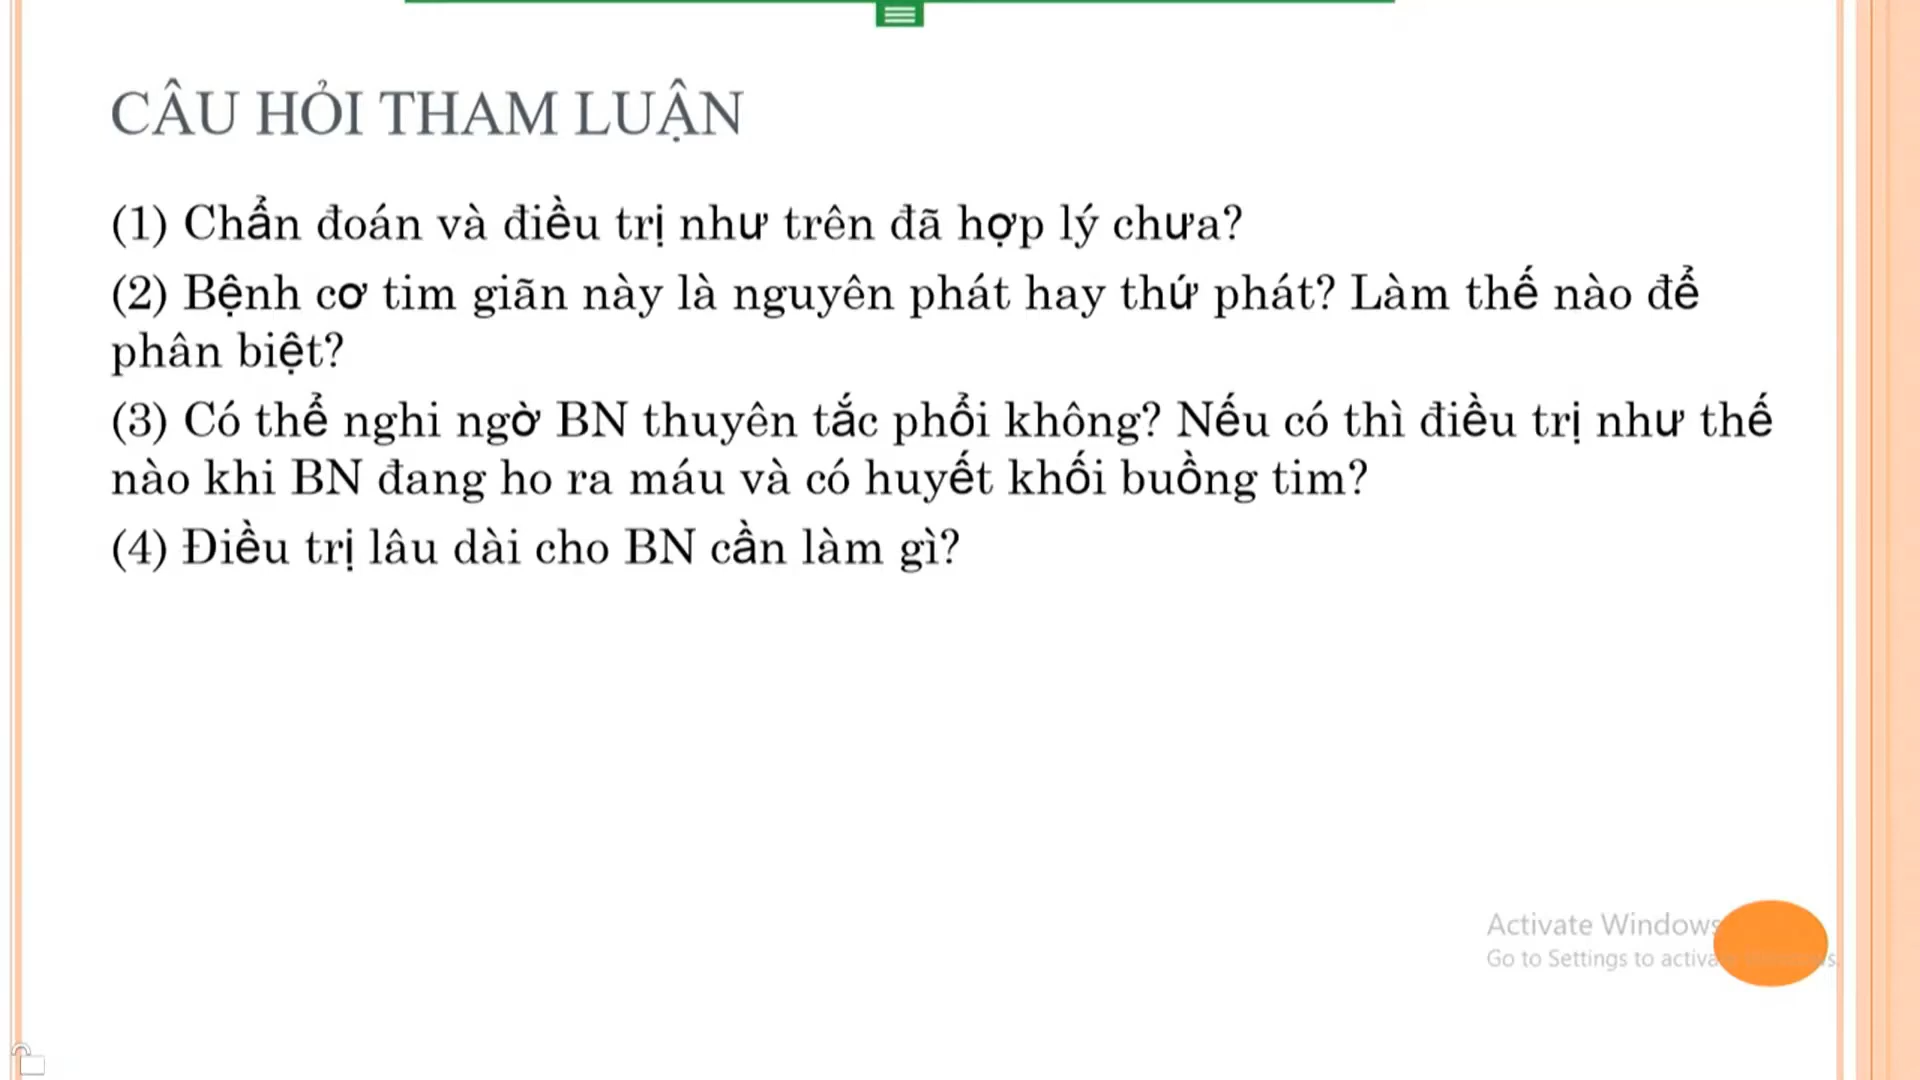 CÂU HỎI THAM LUẬN
(1) Chẩn đoán và điều trị như trên đã hợp lý chưa?
(2) Bệnh cơ tim giãn này là nguyên phát hay thứ phát? Làm thế nào để
phân biệt?
(3) Có thể nghi ngờ BN thuyên tắc phổi không? Nếu có thì điều trị như thế
nào khi BN đang ho ra máu và có huyết khối buồng tim?
(4) Điều trị lâu dài cho BN cần làm gì?
Activate Windows
Go to Settings to